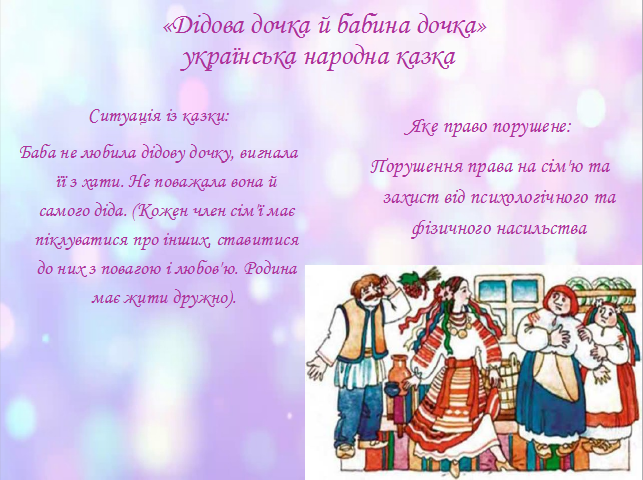 «Дідова дочка й бабина дочка»
українська народна казка
Ситуація із казки:
Баба не любила дідову дочку, вигнала
її з хати. Не поважала вона й
самого діда. (Кожен член сім'ї має
піклуватися про інших, ставитися
до них з повагою і любов'ю. Родина
має жити дружно).
Яке право порушене:
Порушення права на сім'ю та
захист від психологічного та
фізичного насильства